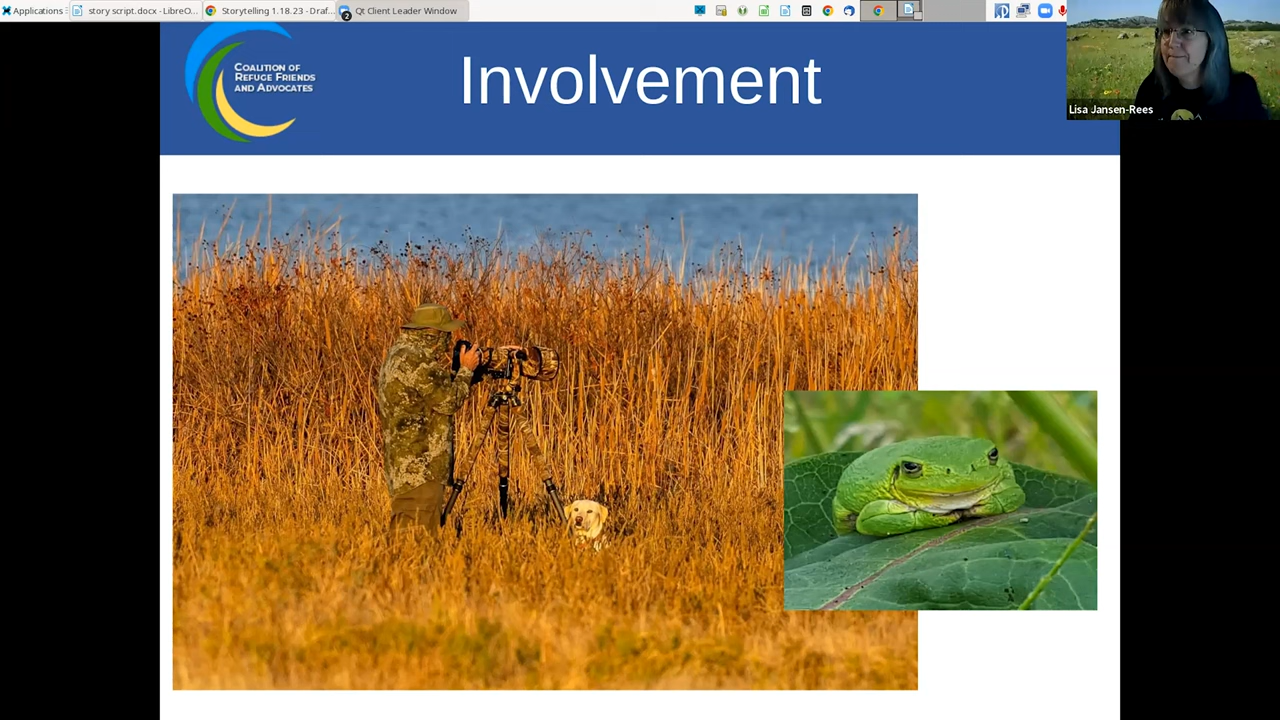 Applications
story script.docx - LibreO...
Storytelling 1.18.23 - Draf...
2
Qt Client Leader Window
COALITION OF
REFUGE FRIENDS
AND ADVOCATES
Involvement
Lisa Jansen-Rees